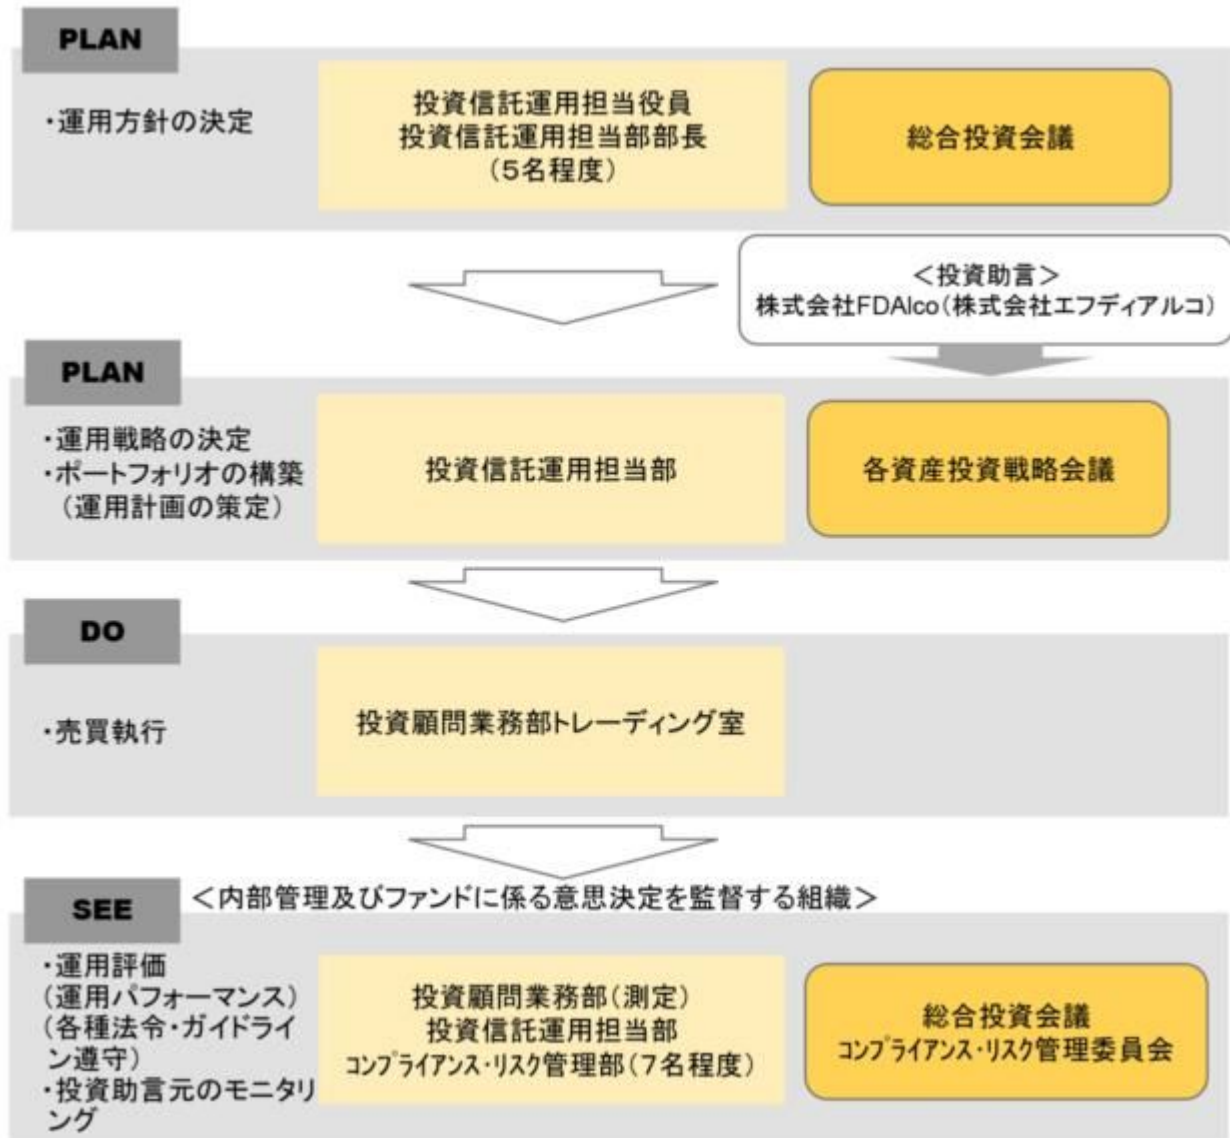 PLAN
・運用方針の決定
投資信託運用担当役員
投資信託運用担当部部長
(5名程度)
総合投資会議
＜投資助言＞
株式会社FDAlco(株式会社エフディアルコ)
PLAN
・運用戦略の決定
・ポートフォリオの構築
(運用計画の策定)
投資信託運用担当部
各資産投資戦略会議
DO
・売買執行
投資顧問業務部トレーディング室
SEE
＜内部管理及びファンドに係る意思決定を監督する組織＞
・運用評価
(運用パフォーマンス)
(各種法令・ガイドライ
ン遵守)
・投資助言元のモニタリ
ング
投資顧問業務部(測定)
投資信託運用担当部
コンプライアンス・リスク管理部(7名程度)
総合投資会議
コンプライアンス・リスク管理委員会